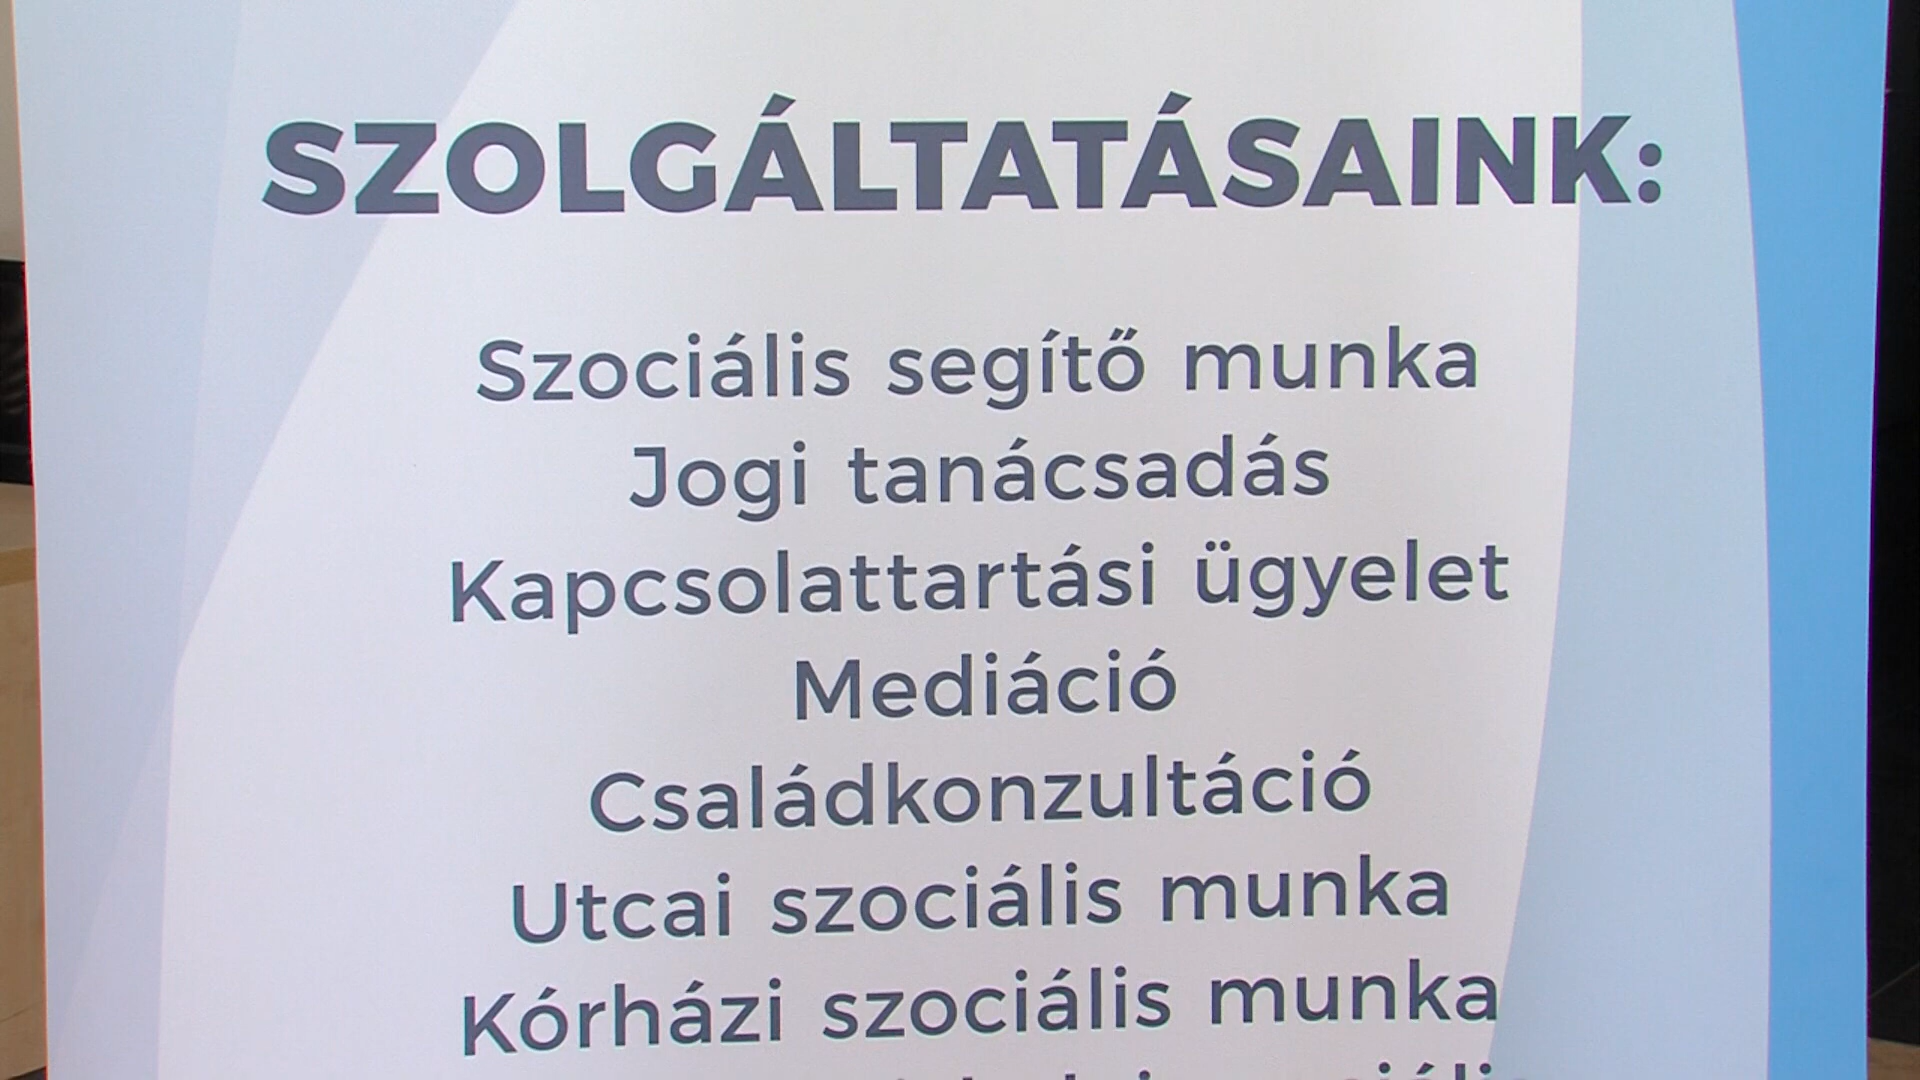 SZOLGÁLTATÁSAINK:
Szociális segítő munka
Jogi tanácsadás
Kapcsolattartási ügyelet
Mediáció
Családkonzultáció
Utcai szociális munka
Kórházi szociális munka